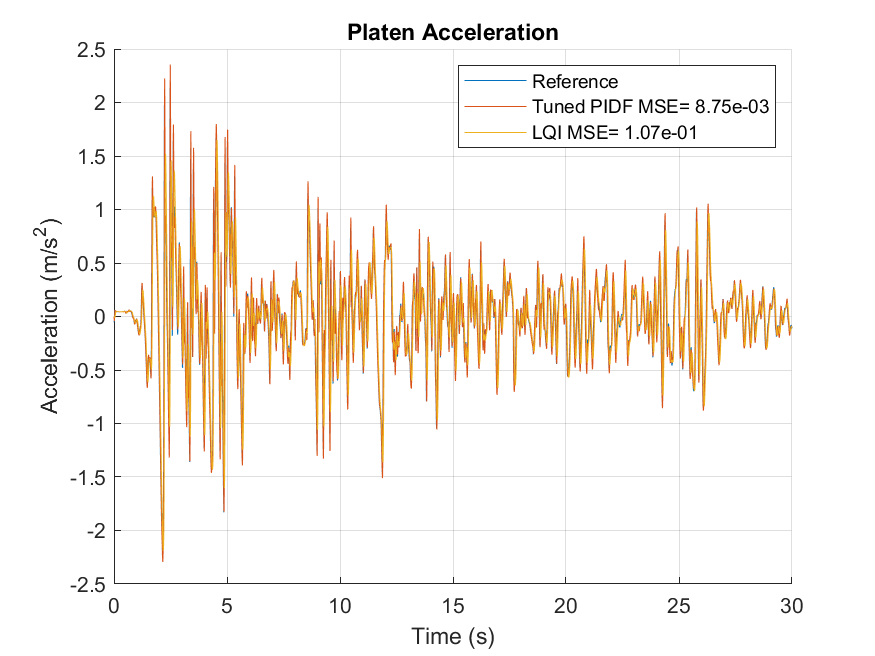 Platen Acceleration
2.5
2
1.5
1
0.5
0
-0.5
-1
-1.5
-2
-2.5
Acceleration (m/s²)
Reference
Tuned PIDF MSE= 8.75e-03
LQI MSE= 1.07e-01
0 5 10 15 20 25 30
Time (s)